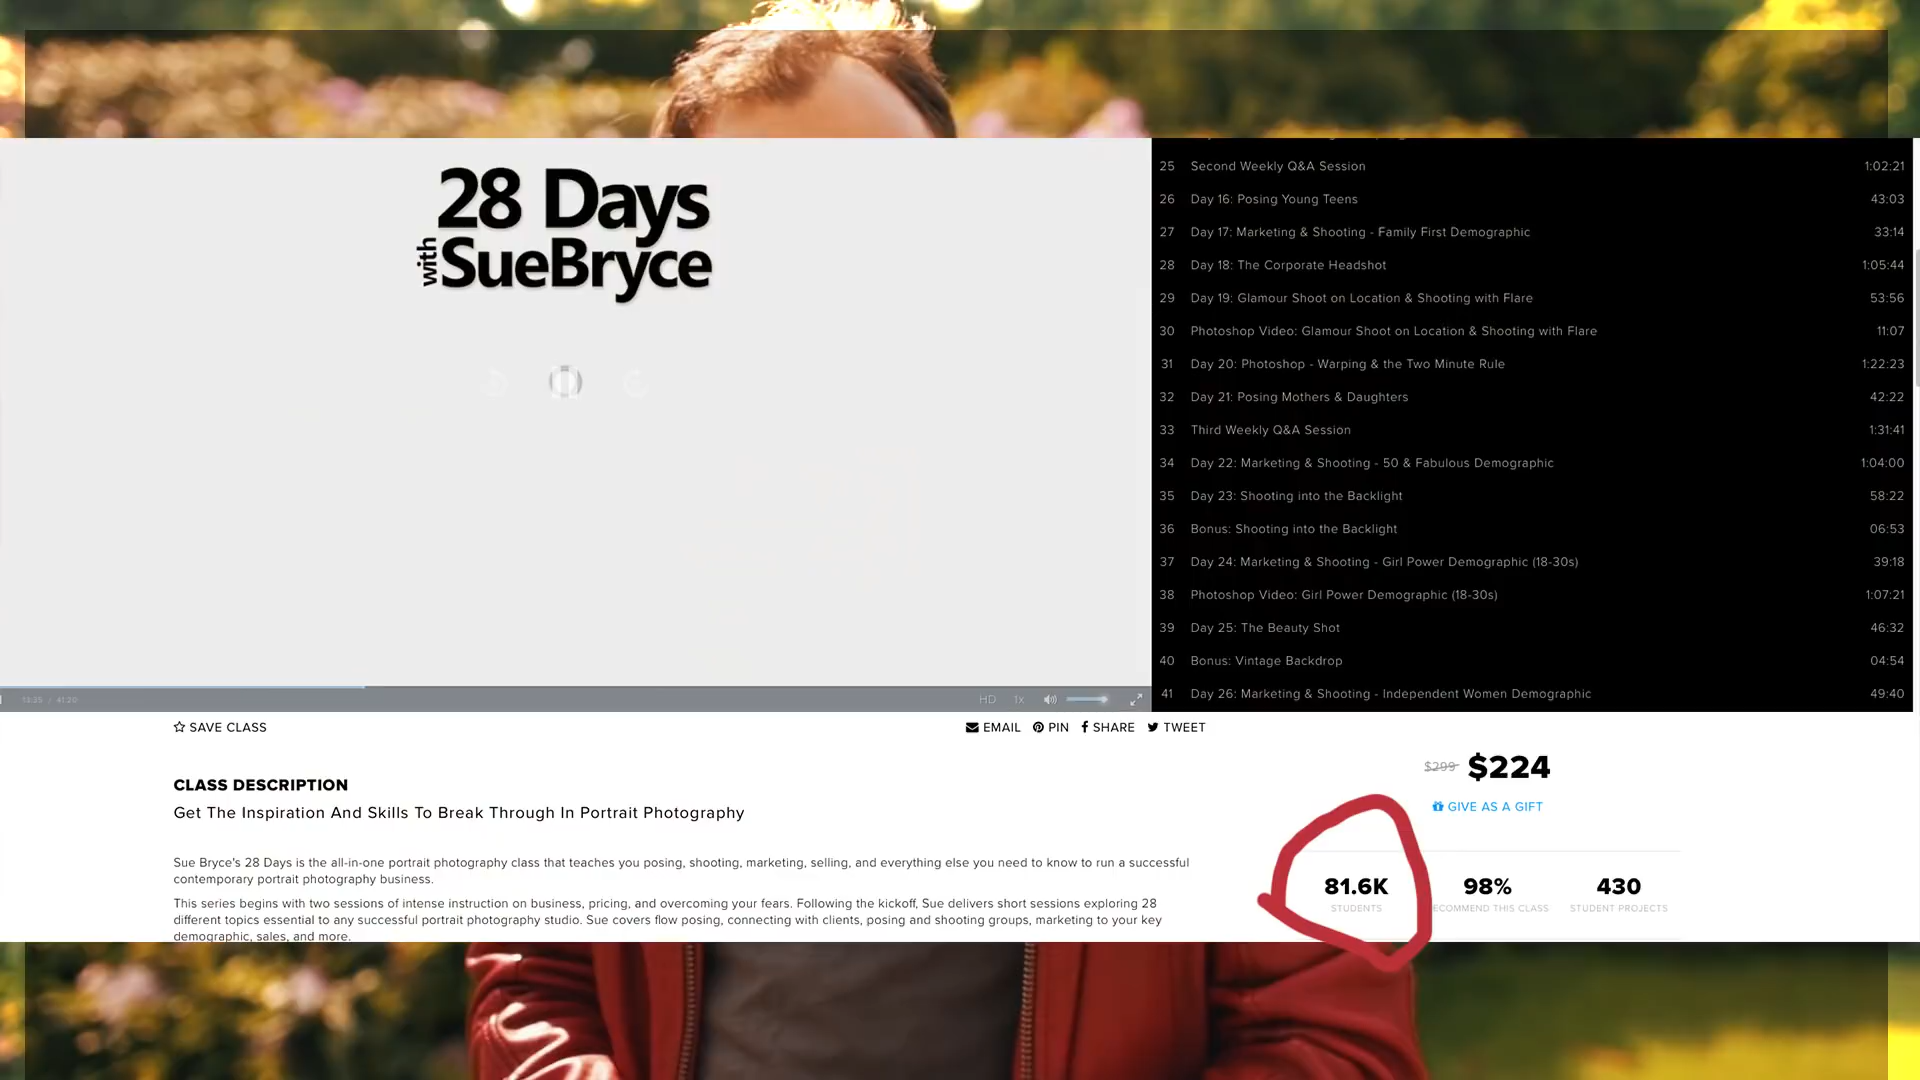 28 Days
with SueBryce
25 Second Weekly Q&A Session 1:02:21
26 Day 16: Posing Young Teens 43:03
27 Day 17: Marketing & Shooting - Family First Demographic 33:14
28 Day 18: The Corporate Headshot 1:05:44
29 Day 19: Glamour Shoot on Location & Shooting with Flare 53:56
30 Photoshop Video: Glamour Shoot on Location & Shooting with Flare 11:07
31 Day 20: Photoshop - Warping & the Two Minute Rule 1:22:23
32 Day 21: Posing Mothers & Daughters 42:22
33 Third Weekly Q&A Session 1:31:41
34 Day 22: Marketing & Shooting - 50 & Fabulous Demographic 1:04:00
35 Day 23: Shooting into the Backlight 58:22
36 Bonus: Shooting into the Backlight 06:53
37 Day 24: Marketing & Shooting - Girl Power Demographic (18-30s) 39:18
38 Photoshop Video: Girl Power Demographic (18-30s) 1:07:21
39 Day 25: The Beauty Shot 46:32
40 Bonus: Vintage Backdrop 04:54
41 Day 26: Marketing & Shooting - Independent Women Demographic 49:40
13:35 / 41:20 HD 1x
SAVE CLASS EMAIL PIN SHARE TWEET
$299 $224
GIVE AS A GIFT
CLASS DESCRIPTION
Get The Inspiration And Skills To Break Through In Portrait Photography
Sue Bryce's 28 Days is the all-in-one portrait photography class that teaches you posing, shooting, marketing, selling, and everything else you need to know to run a successful
contemporary portrait photography business.
This series begins with two sessions of intense instruction on business, pricing, and overcoming your fears. Following the kickoff, Sue delivers short sessions exploring 28
different topics essential to any successful portrait photography studio. Sue covers flow posing, connecting with clients, posing and shooting groups, marketing to your key
demographic, sales, and more.
81.6K 98% 430
STUDENTS ECOMMEND THIS CLASS STUDENT PROJECTS